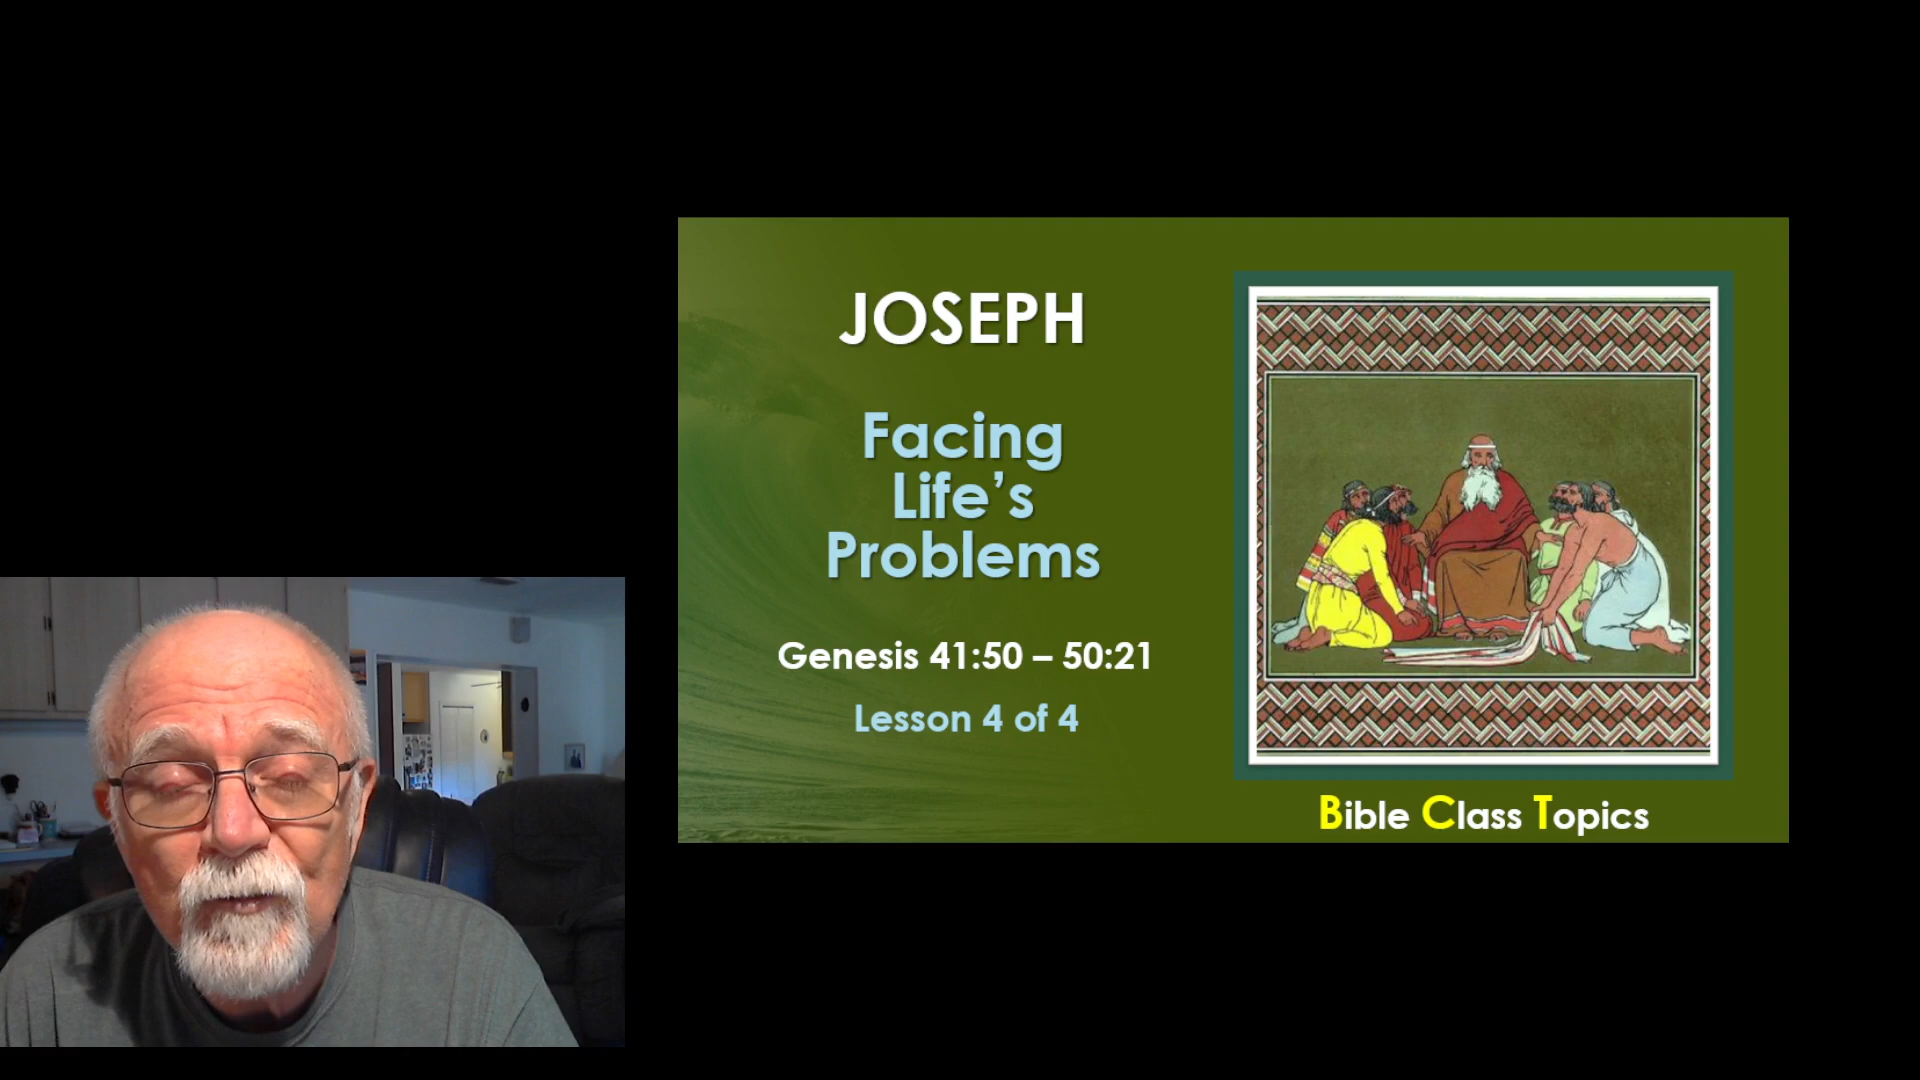 JOSEPH
Facing
Life’s
Problems
Genesis 41:50 – 50:21
Lesson 4 of 4
Bible Class Topics